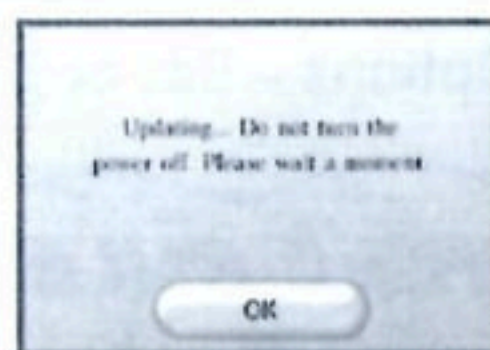 Updating... Do not turn the
power off. Please wait a moment
OK